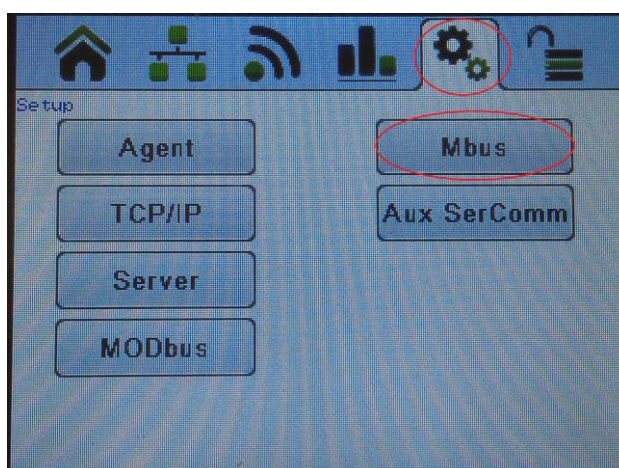 Setup
Agent
Mbus
TCP/IP
Aux SerComm
Server
MODbus